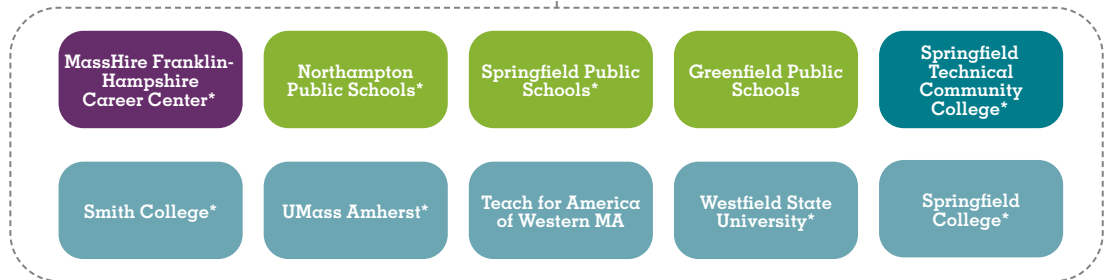 MassHire Franklin-
Hampshire
Career Center*
Northampton
Public Schools*
Springfield Public
Schools*
Greenfield Public
Schools
Springfield
Technical
Community
College*
Smith College*
UMass Amherst*
Teach for America
of Western MA
Westfield State
University*
Springfield
College*